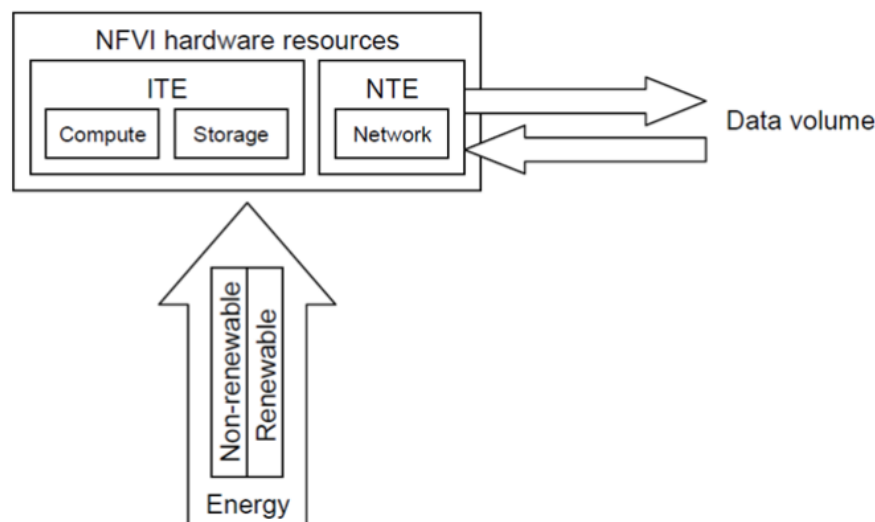 NFVI hardware resources
ITE
NTE
Compute
Storage
Network
Data volume
Non-renewable
Renewable
Energy